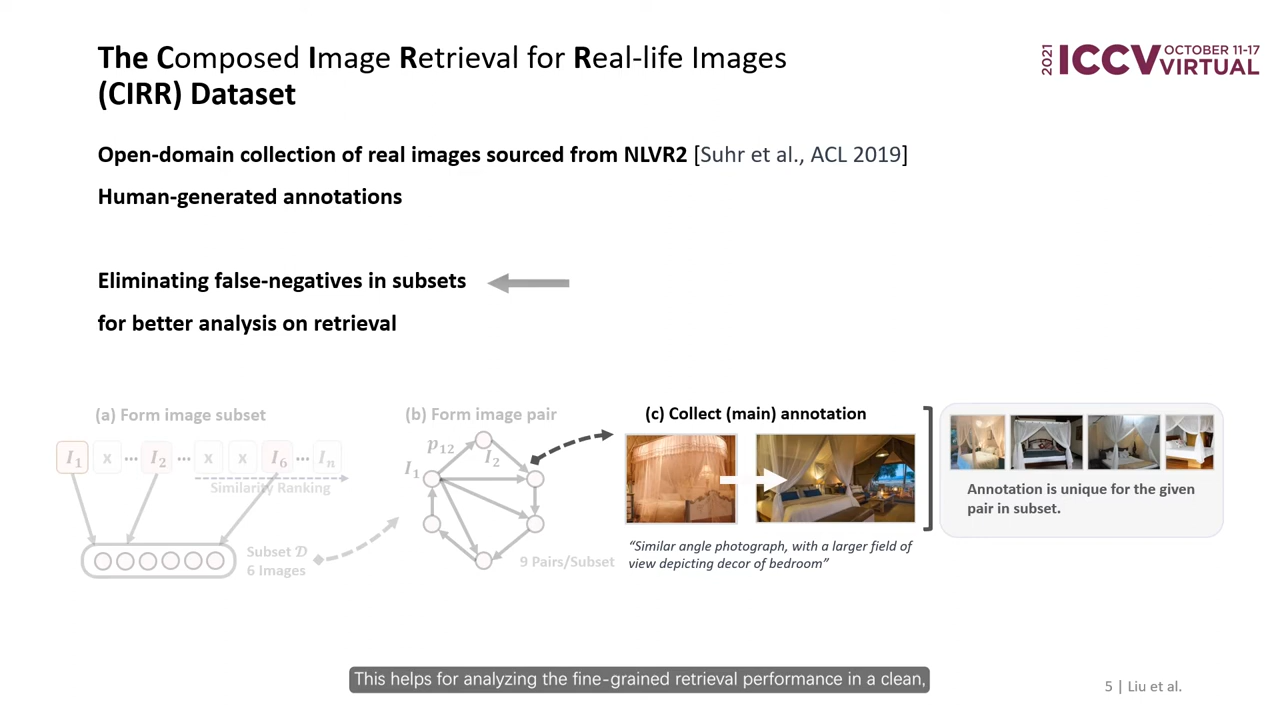 The Composed Image Retrieval for Real-life Images
(CIRR) Dataset
2021 ICCV OCTOBER 11-17
VIRTUAL
Open-domain collection of real images sourced from NLVR2 [Suhr et al., ACL 2019]
Human-generated annotations
Eliminating false-negatives in subsets
for better analysis on retrieval
(a) Form image subset
I1 x ... I2 ... x x I6 ... In
Similarity Ranking
Subset D
6 Images
(b) Form image pair
p12
I1
I2
9 Pairs/Subset
(c) Collect (main) annotation
“Similar angle photograph, with a larger field of
view depicting decor of bedroom”
Annotation is unique for the given
pair in subset.
This helps for analyzing the fine-grained retrieval performance in a clean,
5 | Liu et al.